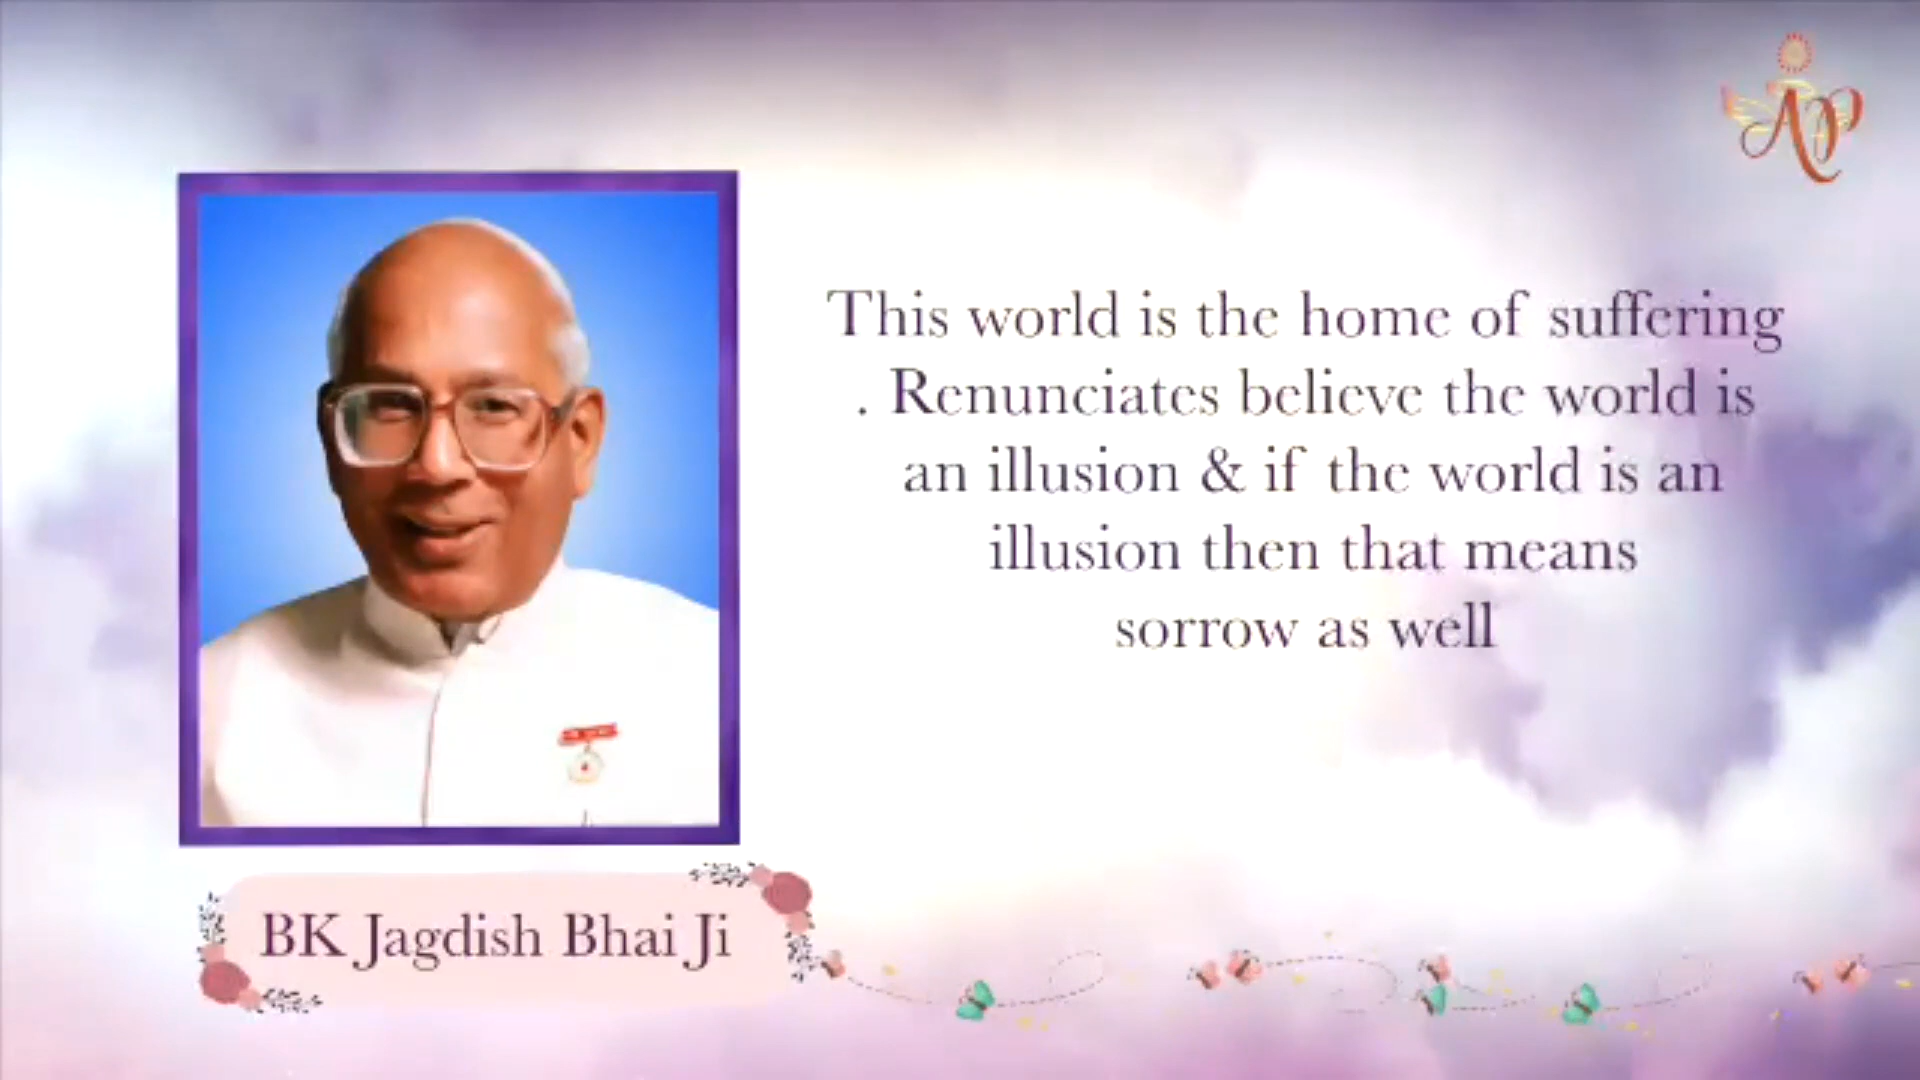 AP
This world is the home of suffering
. Renunciates believe the world is
an illusion & if the world is an
illusion then that means
sorrow as well
BK Jagdish Bhai Ji